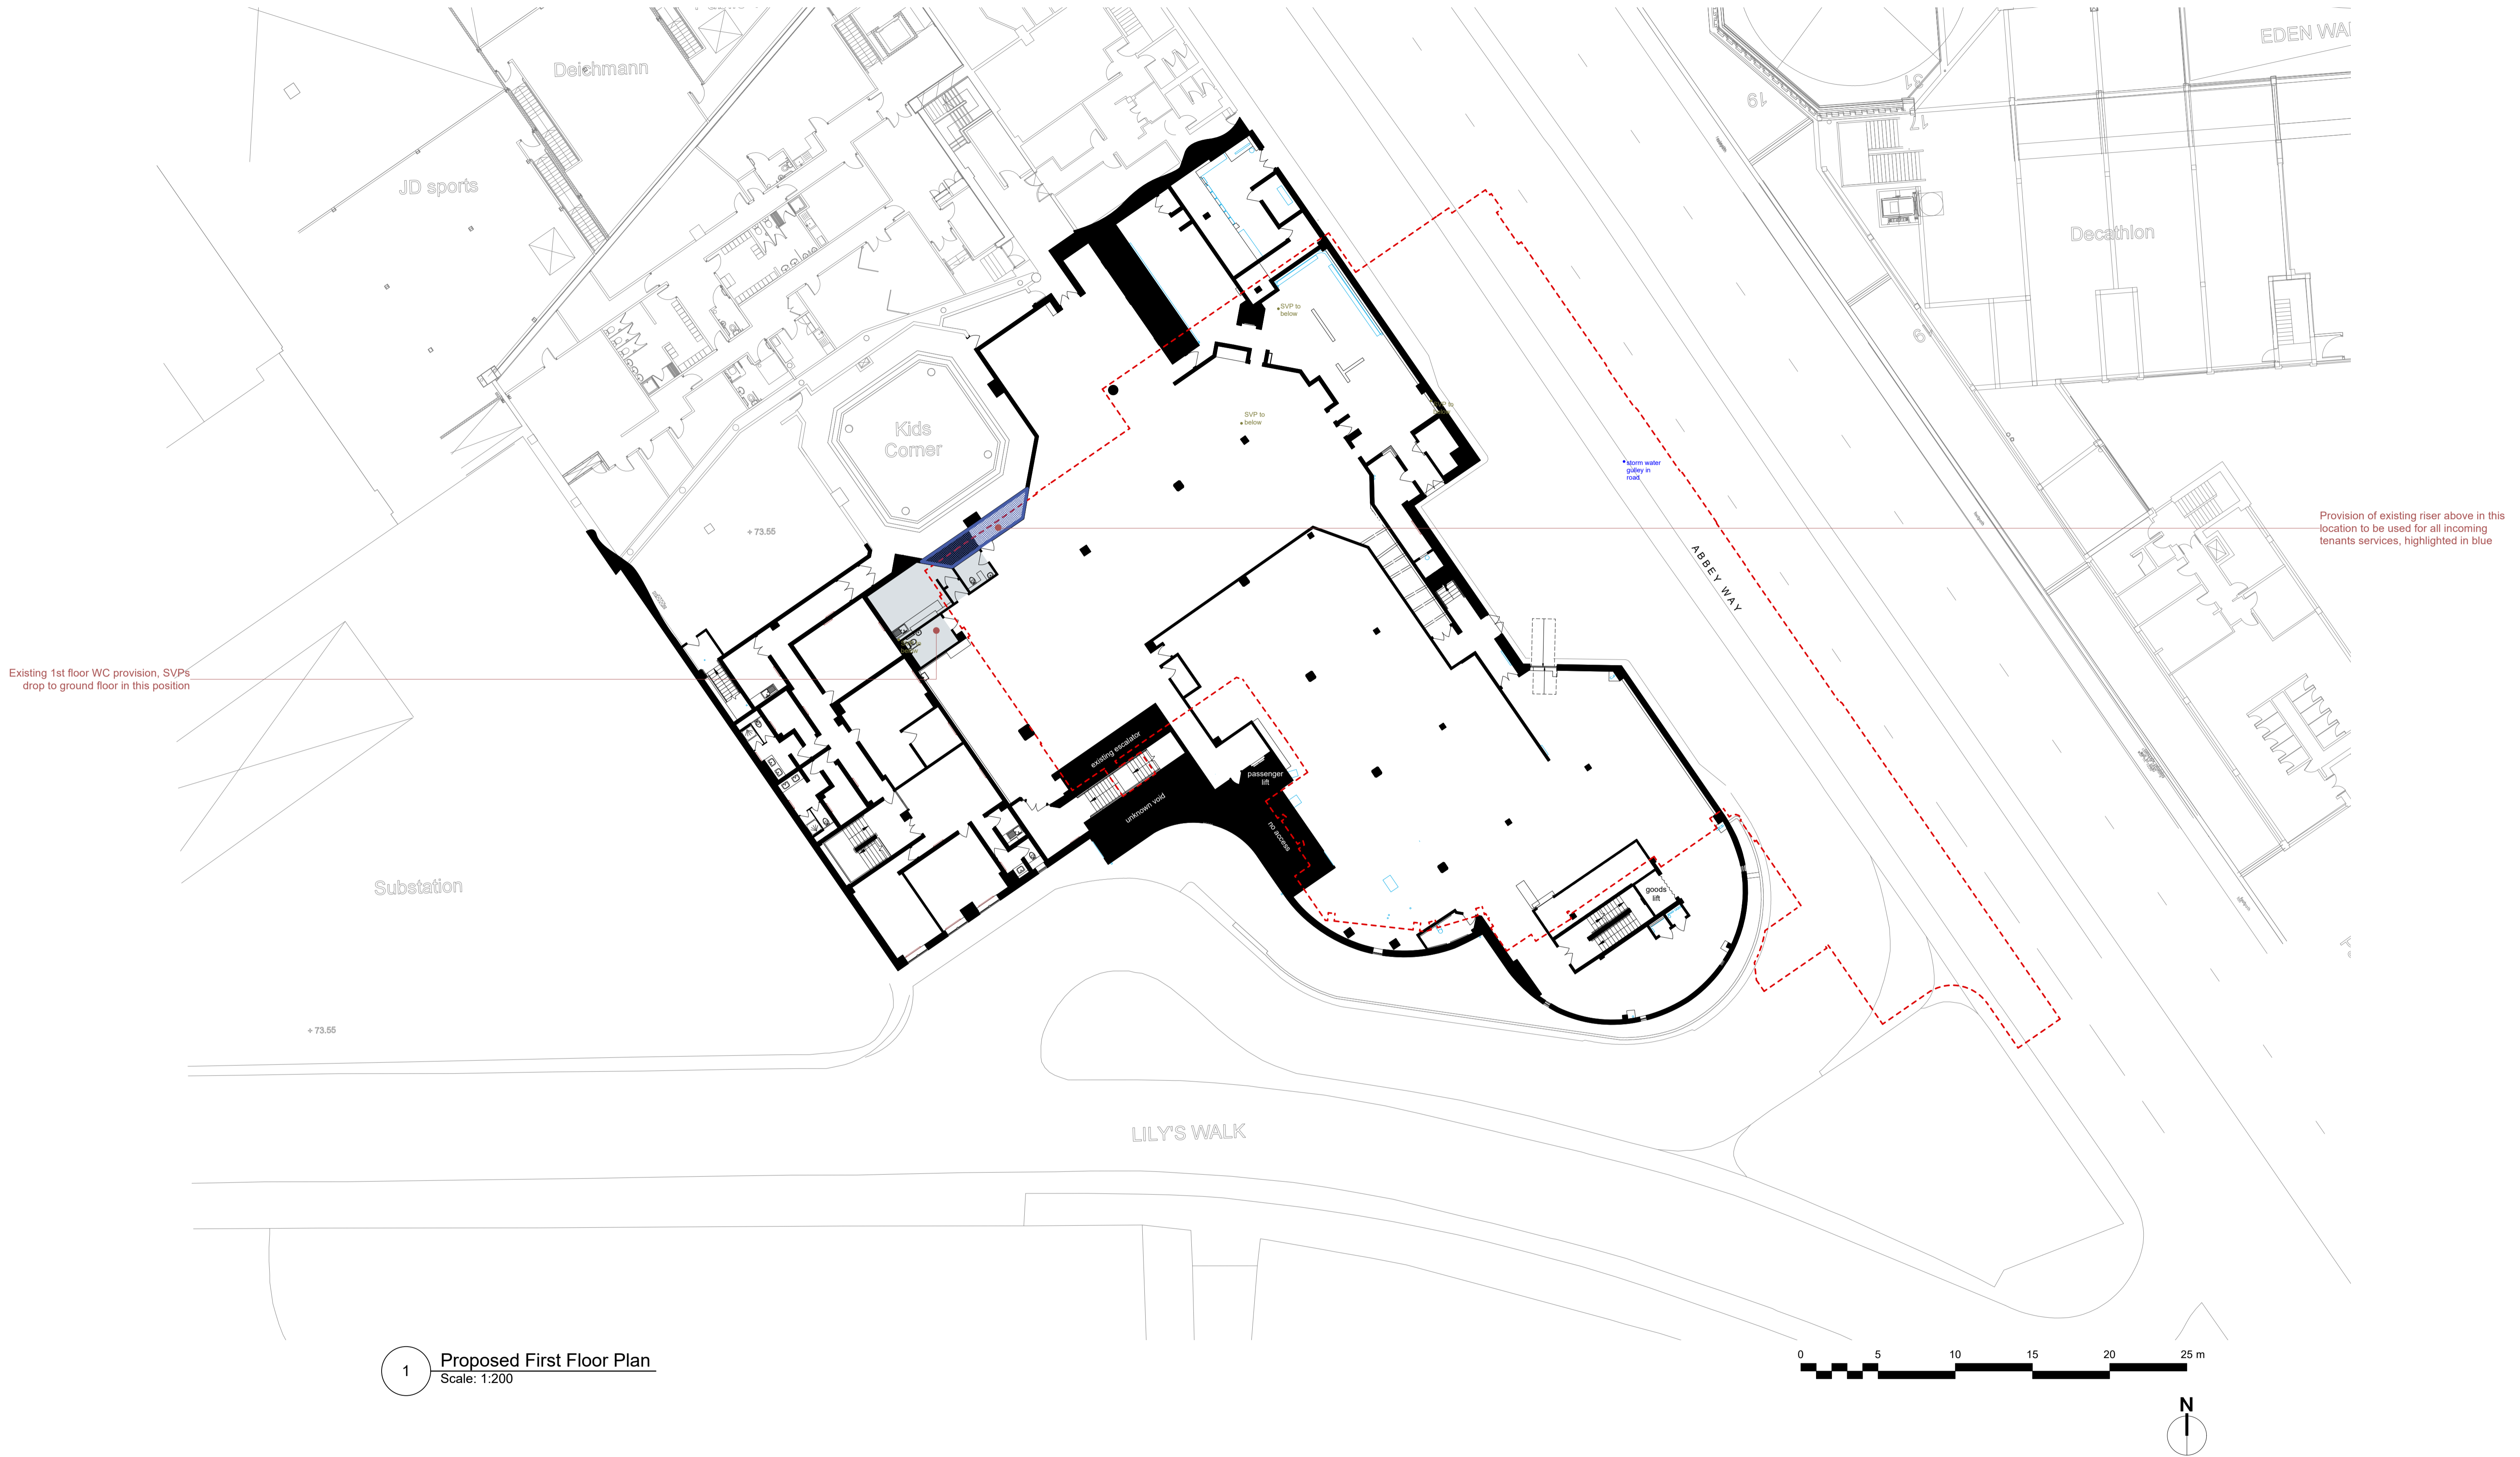 Deichmann
EDEN WA
31
19
17
JD sports
Decathlon
SVP to
below
19
SVP to
below
Kids
Corner
storm water
gulley in
road
+ 73.55
Provision of existing riser above in this
location to be used for all incoming
tenants services, highlighted in blue
ABBEY WAY
Existing 1st floor WC provision, SVPs
drop to ground floor in this position
existing escalator
passenger
lift
unknown void
no access
Substation
goods
lift
+ 73.55
LILY'S WALK
1
Proposed First Floor Plan
Scale: 1:200
0 5 10 15 20 25 m
N